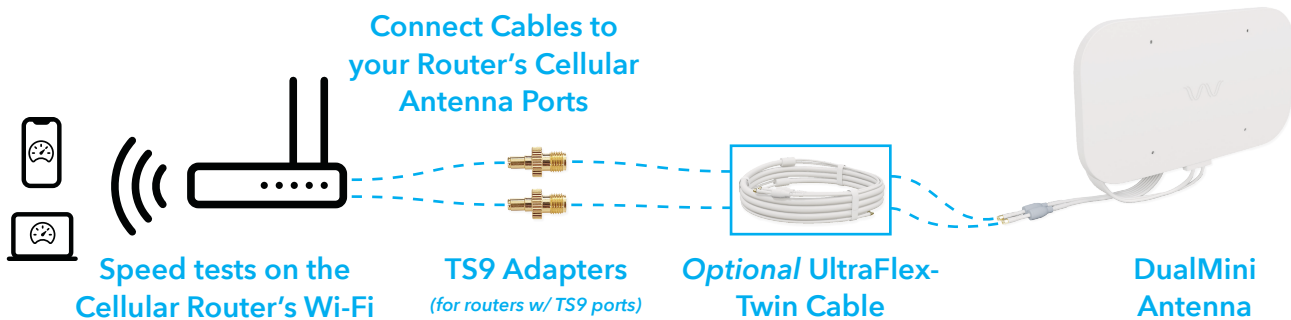 Connect Cables to
your Router's Cellular
Antenna Ports
Speed tests on the
Cellular Router's Wi-Fi
TS9 Adapters
(for routers w/ TS9 ports)
Optional UltraFlex-
Twin Cable
DualMini
Antenna